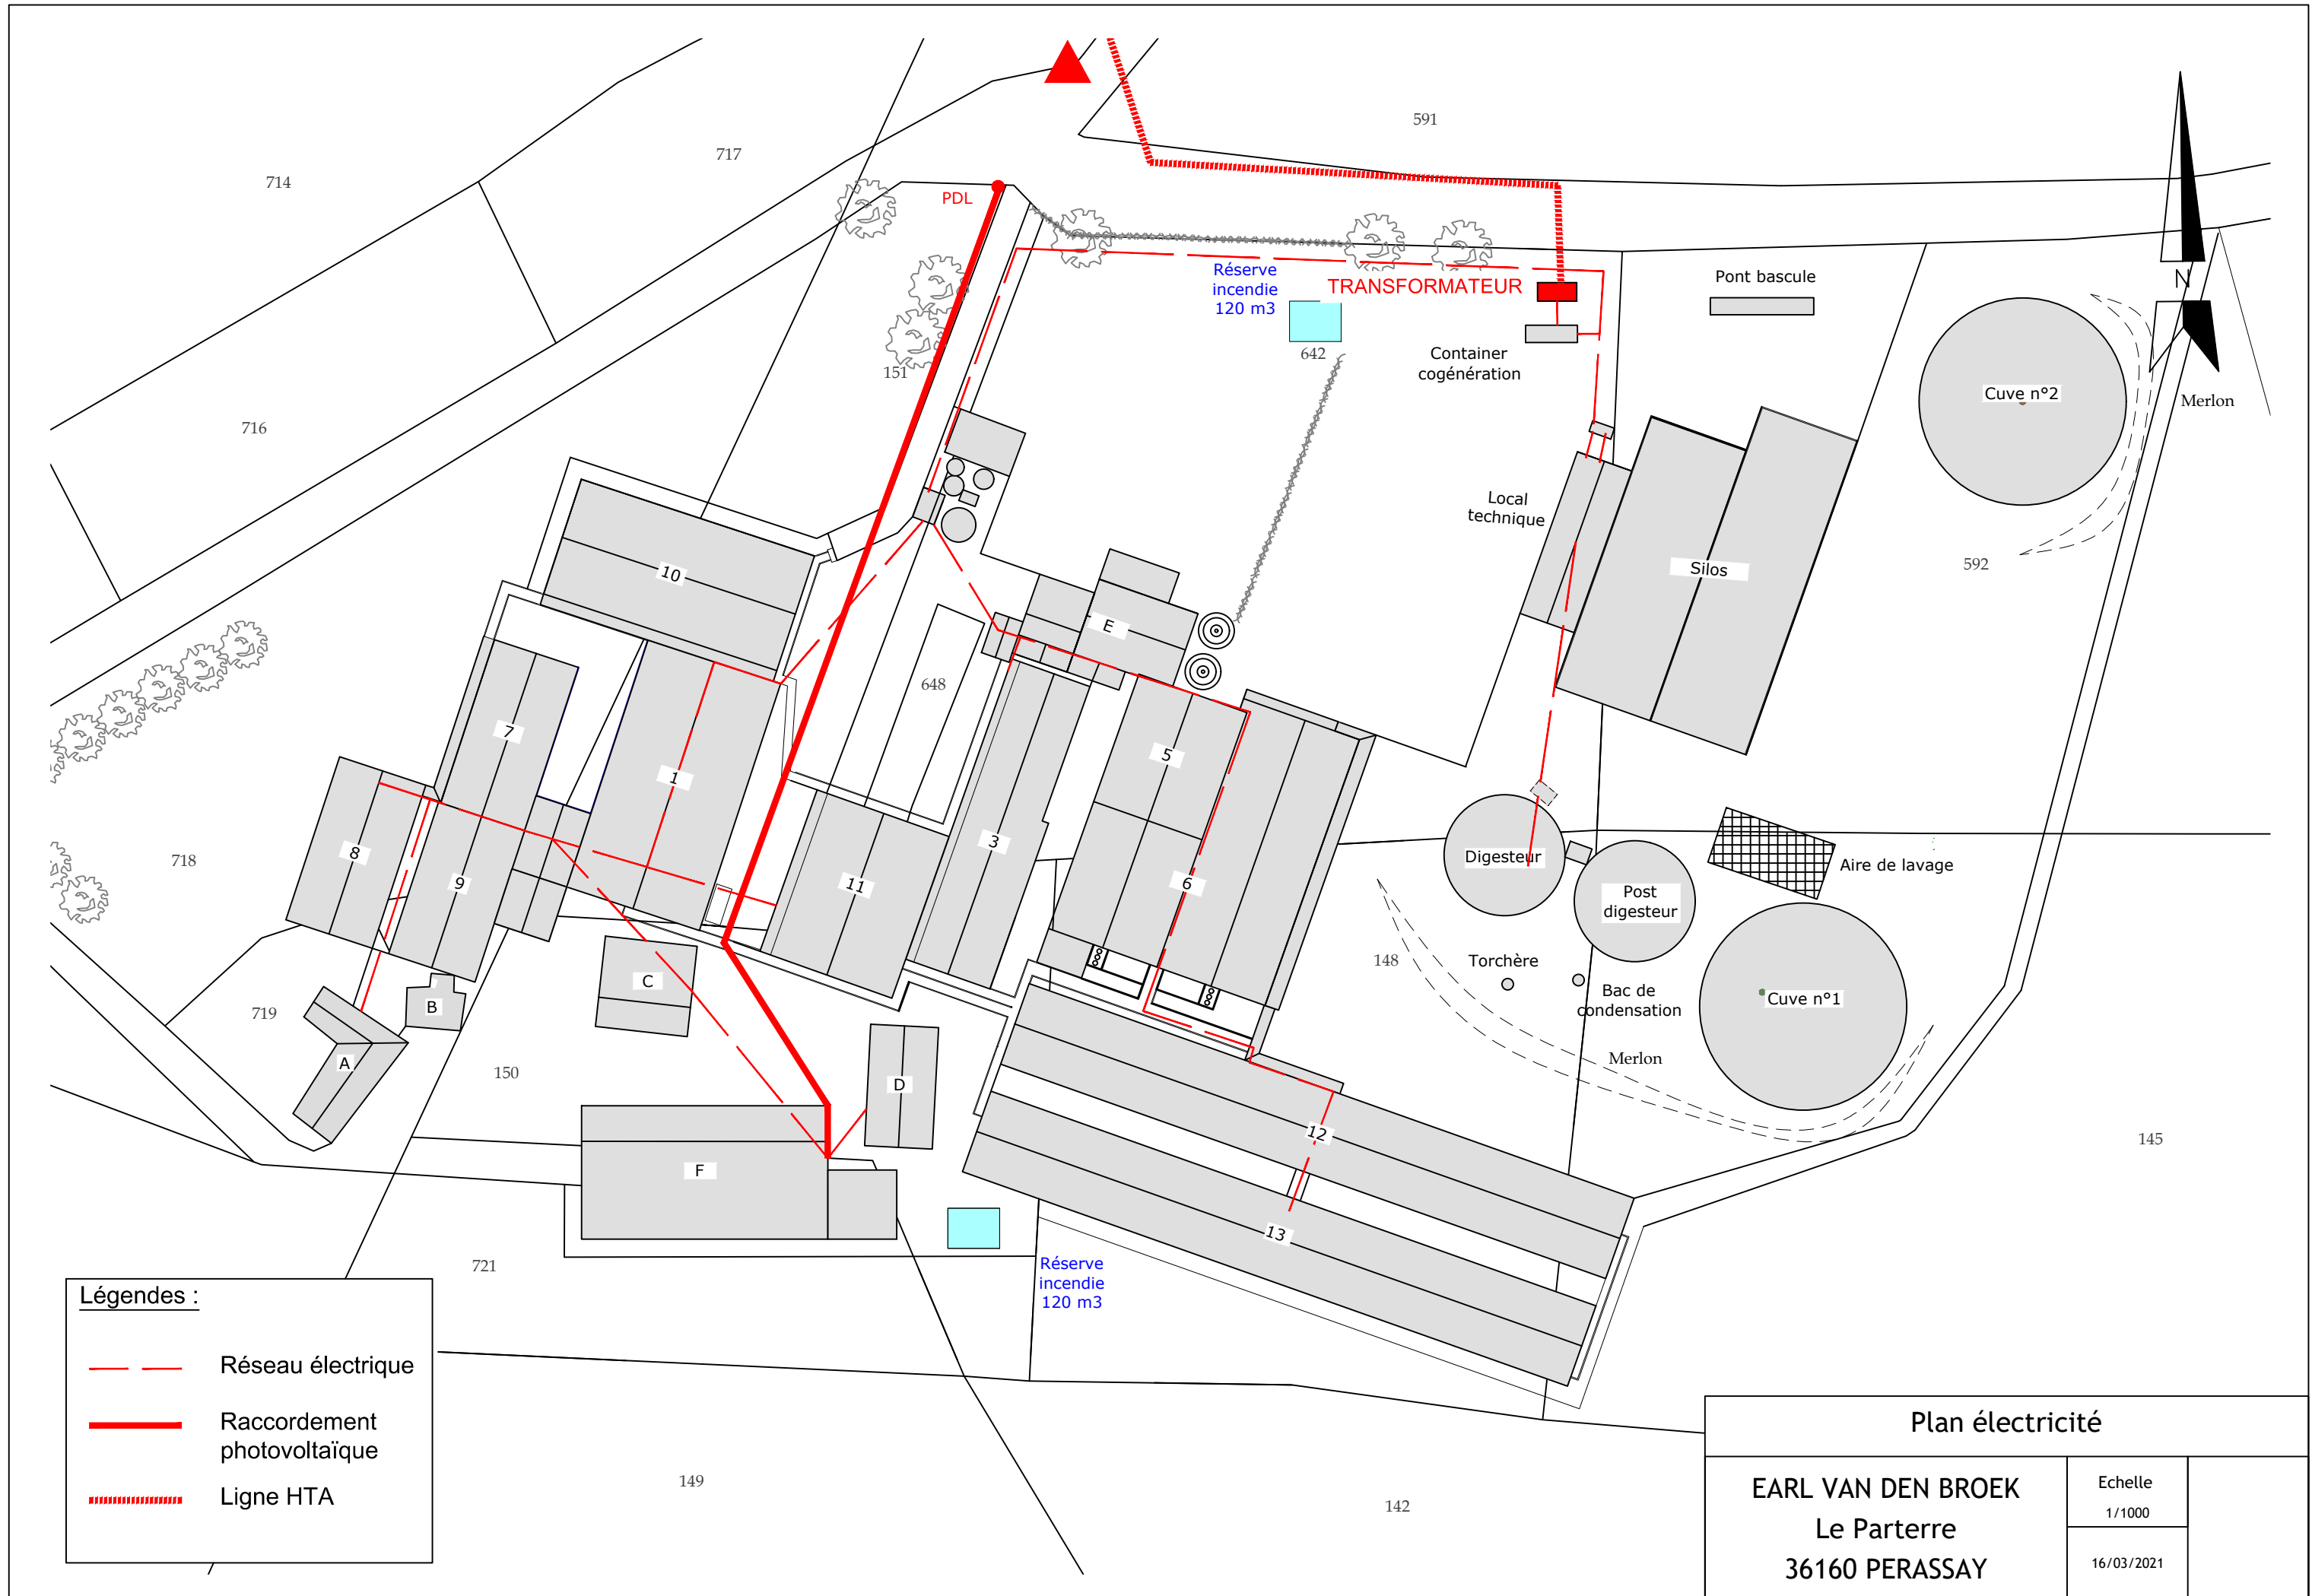 591
717
714
PDL
Réserve
incendie
120 m3
TRANSFORMATEUR
Pont bascule
N
642
Container
cogénération
151
Cuve n°2
Merlon
716
Local
technique
10
Silos
592
E
648
7
1
5
8
9
3
11
6
718
Digesteur
Aire de lavage
Post
digesteur
148
Torchère
Bac de
condensation
Cuve n°1
Merlon
C
B
719
A
150
D
12
145
F
13
721
Réserve
incendie
120 m3
Légendes :
Réseau électrique
Raccordement
photovoltaïque
Ligne HTA
149
142
Plan électricité
EARL VAN DEN BROEK
Le Parterre
36160 PERASSAY
Echelle
1/1000
16/03/2021